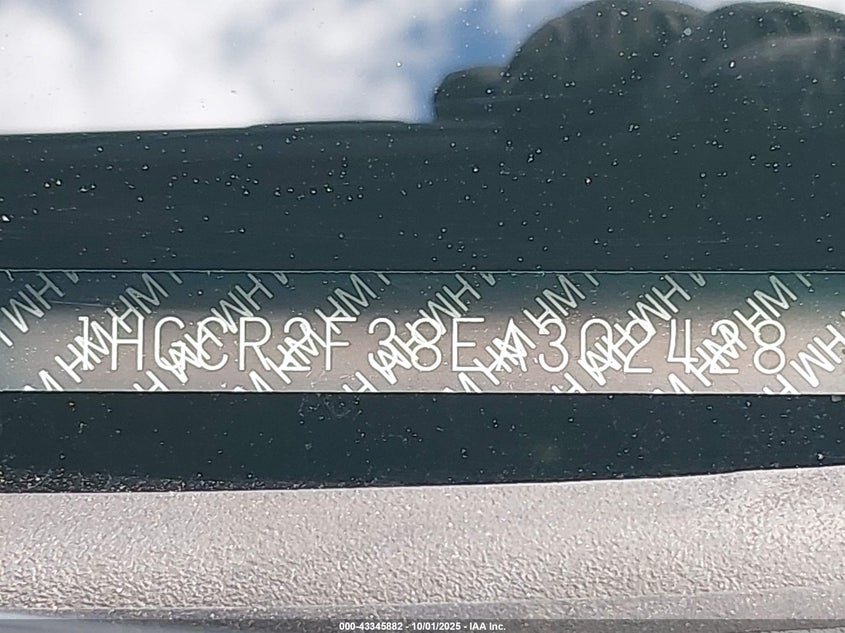 1HGCR2F38EA302428
000-43345882 - 10/01/2025 - IAA Inc.